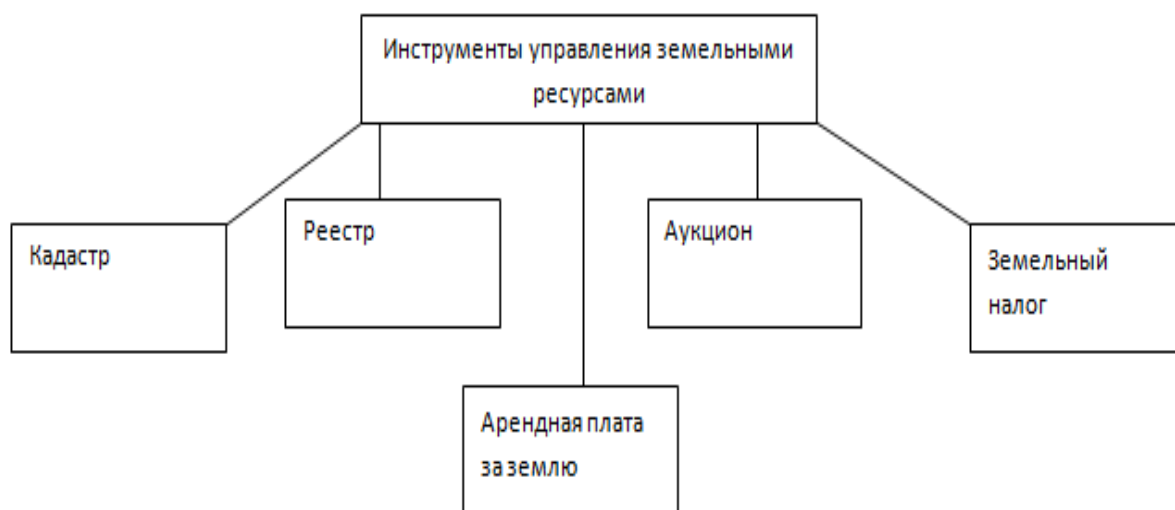 Инструменты управления земельными
ресурсами
Кадастр
Реестр
Аукцион
Земельный
налог
Арендная плата
за землю